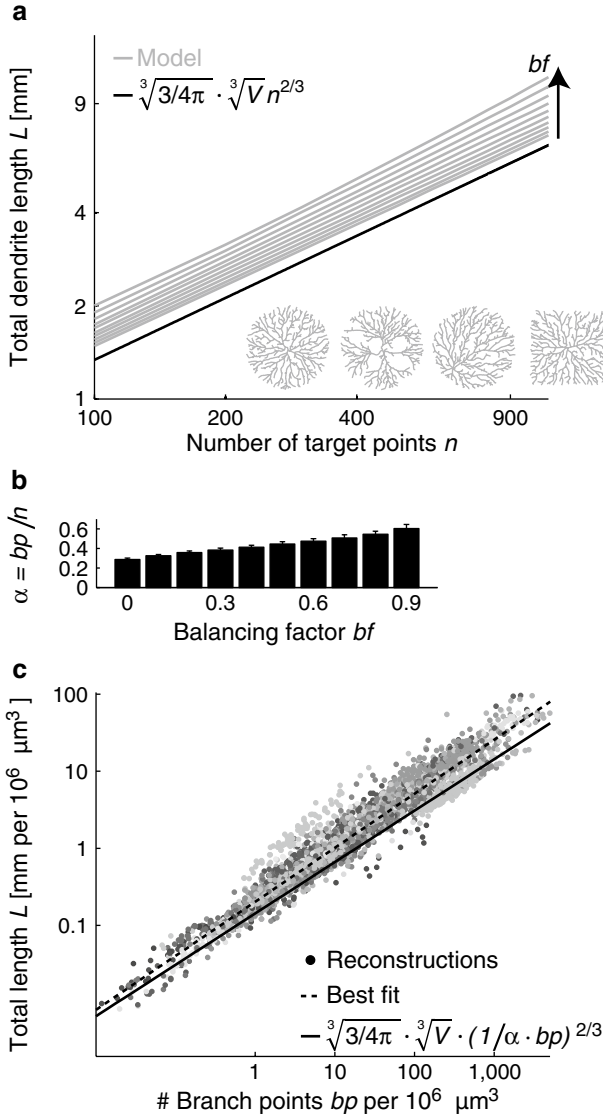 a
Total dendrite length L [mm]
9
4
2
1
Model
∛3/4π · ∛V n^2/3
bf
100
200
400
900
Number of target points n
b
α = bp /n
0.6
0.4
0.2
0
0
0.3
0.6
0.9
Balancing factor bf
c
Total length L [mm per 10^6 μm^3 ]
100
10
1
0.1
Reconstructions
Best fit
∛3/4π · ∛V · (1/α · bp) ^2/3
1
10
100
1,000
# Branch points bp per 10^6 μm^3